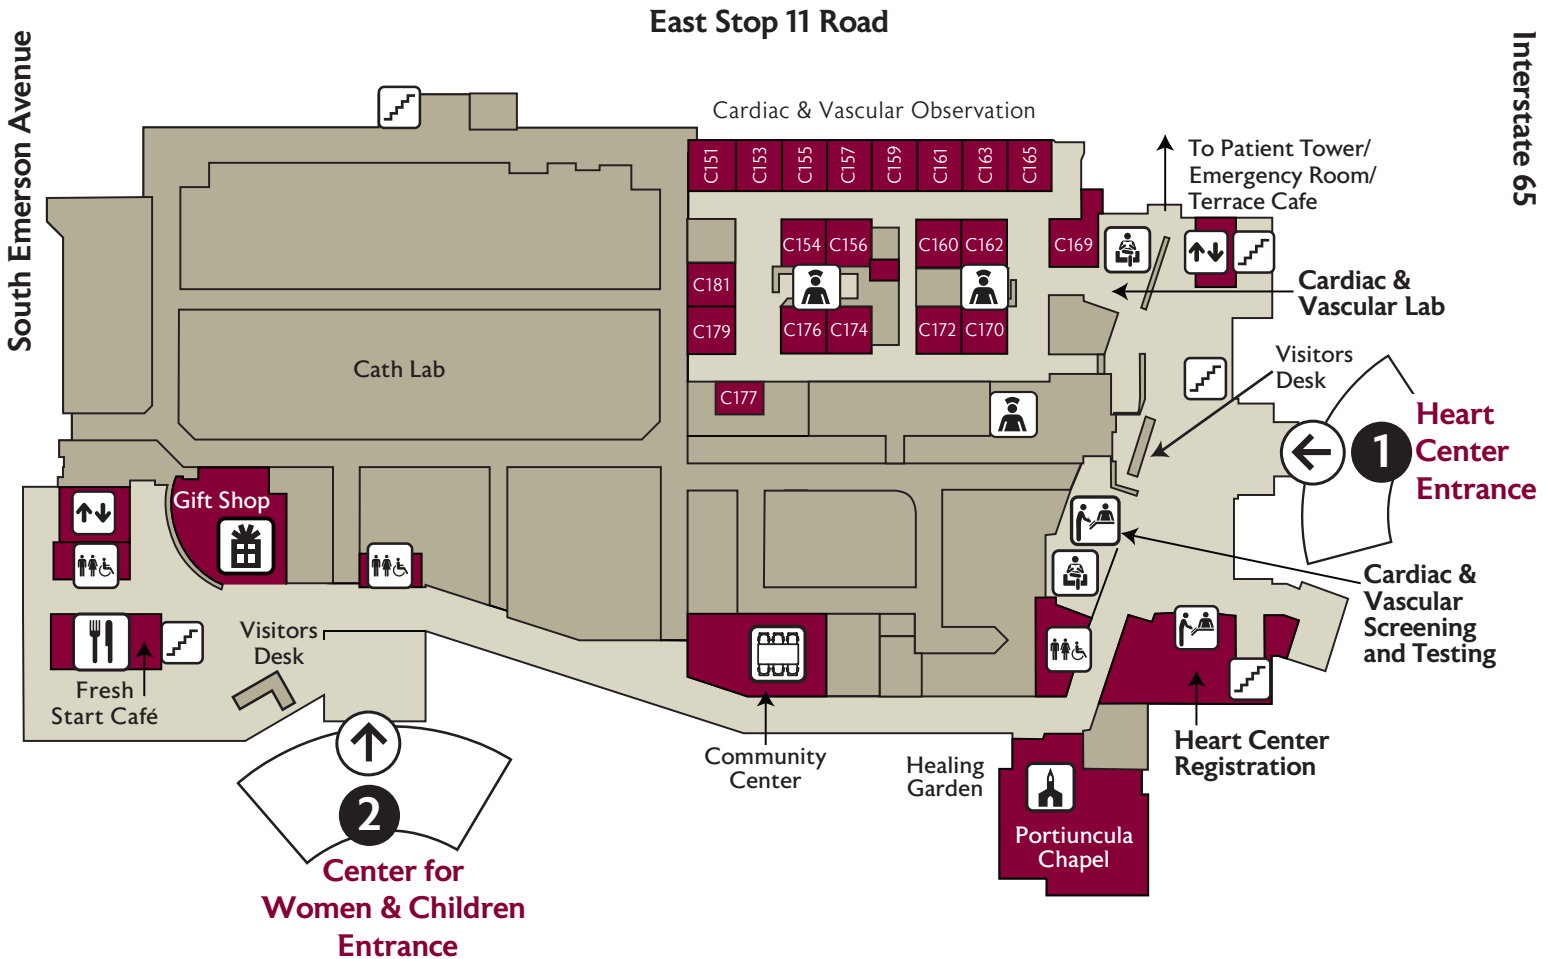 East Stop 11 Road
South Emerson Avenue
Interstate 65
Cardiac & Vascular Observation
C151
C153
C155
C157
C159
C161
C163
C165
To Patient Tower/
Emergency Room/
Terrace Cafe
C154
C156
C160
C162
C169
C181
C179
C176
C174
C172
C170
Cardiac &
Vascular Lab
Cath Lab
C177
Visitors
Desk
1
Heart
Center
Entrance
Gift Shop
Cardiac &
Vascular
Screening
and Testing
Visitors
Desk
Fresh
Start Café
Community
Center
Healing
Garden
Heart Center
Registration
Portiuncula
Chapel
2
Center for
Women & Children
Entrance